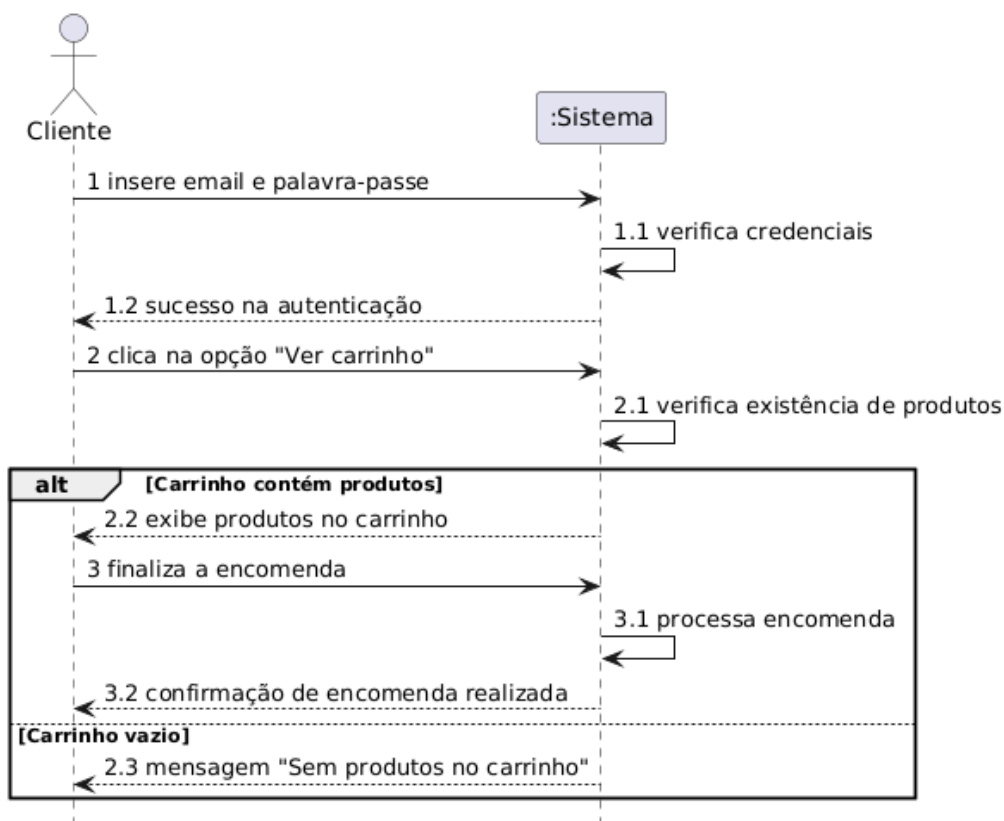 Cliente
:Sistema
1 insere email e palavra-passe
1.1 verifica credenciais
1.2 sucesso na autenticação
2 clica na opção "Ver carrinho"
2.1 verifica existência de produtos
alt [Carrinho contém produtos]
2.2 exibe produtos no carrinho
3 finaliza a encomenda
3.1 processa encomenda
3.2 confirmação de encomenda realizada
[Carrinho vazio]
2.3 mensagem "Sem produtos no carrinho"